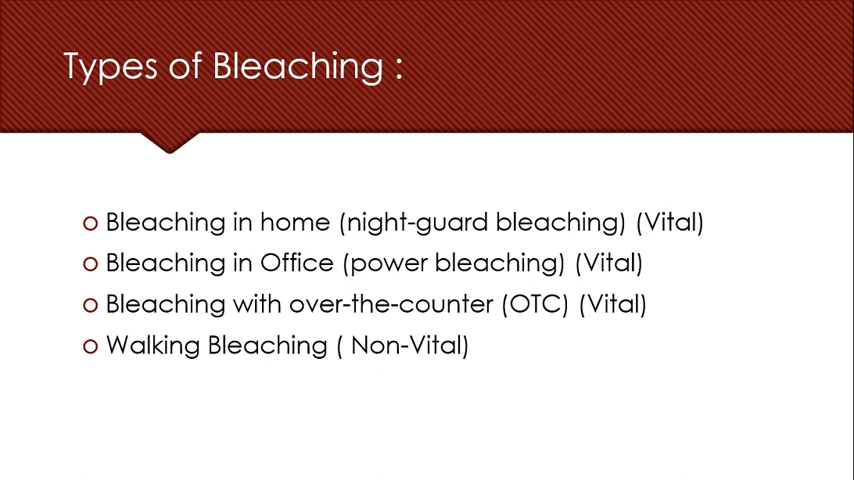 Types of Bleaching :
Bleaching in home (night-guard bleaching) (Vital)
Bleaching in Office (power bleaching) (Vital)
Bleaching with over-the-counter (OTC) (Vital)
Walking Bleaching ( Non-Vital)